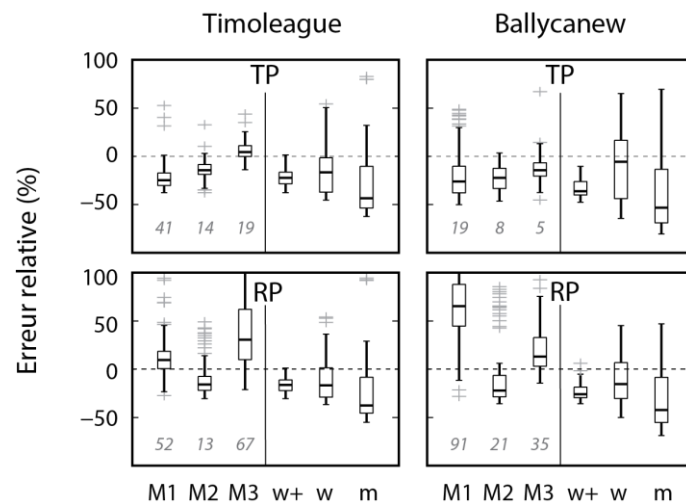 Timoleague Ballycanew
Erreur relative (%)
100 TP TP
50
0
−50
41 14 19 19 8 5
100 RP RP
50
0
−50
52 13 67 91 21 35
M1 M2 M3 w+ w m M1 M2 M3 w+ w m